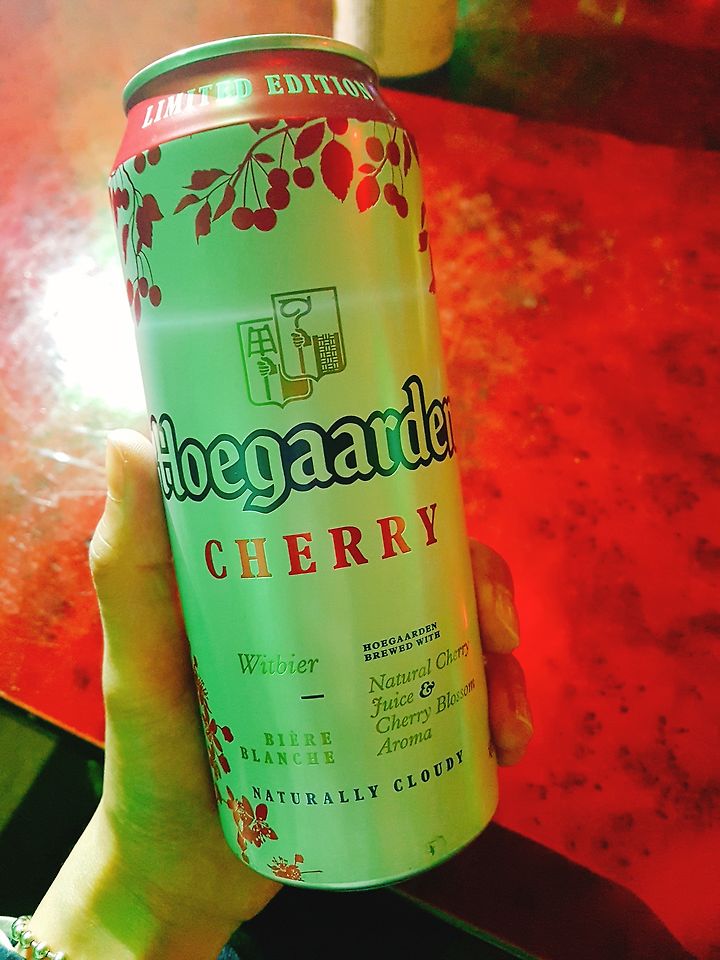 LIMITED EDITION
Hoegaarden
CHERRY
Witbier
BIÈRE
BLANCHE
HOEGAARDEN
BREWED WITH
Natural Cherry
Juice &
Cherry Blossom
Aroma
NATURALLY CLOUDY